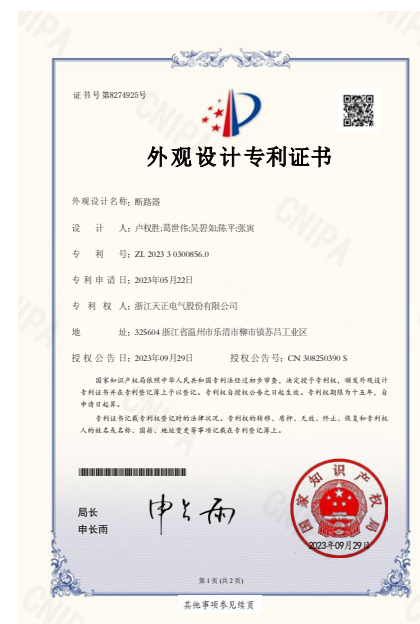 证书号第8274925号
外观设计专利证书
外观设计名称：断路器
设计人：卢权胜;葛世伟;吴碧如;陈平;张寅
专利号：ZL 2023 3 0300856.0
专利申请日：2023年05月22日
专利权人：浙江天正电气股份有限公司
地址：325604 浙江省温州市乐清市柳市镇苏吕工业区
授权公告日：2023年09月29日 授权公告号：CN 308250390 S
国家知识产权局依照中华人民共和国专利法经过初步审查，决定授予专利权，颁发外观设计
专利证书并在专利登记簿上予以登记。专利权自授权公告之日起生效。专利权期限为十五年，自
申请日起算。
专利证书记载专利权登记时的法律状况。专利权的转移、质押、无效、终止、恢复和专利权
人的姓名或名称、国籍、地址变更等事项记载在专利登记簿上。
局长
申长雨
申长雨
国家知识产权局
2023年09月29日
第1页(共2页)
其他事项参见续页
CNIPA
CNIPA
CNIPA
CNIPA
CNIPA